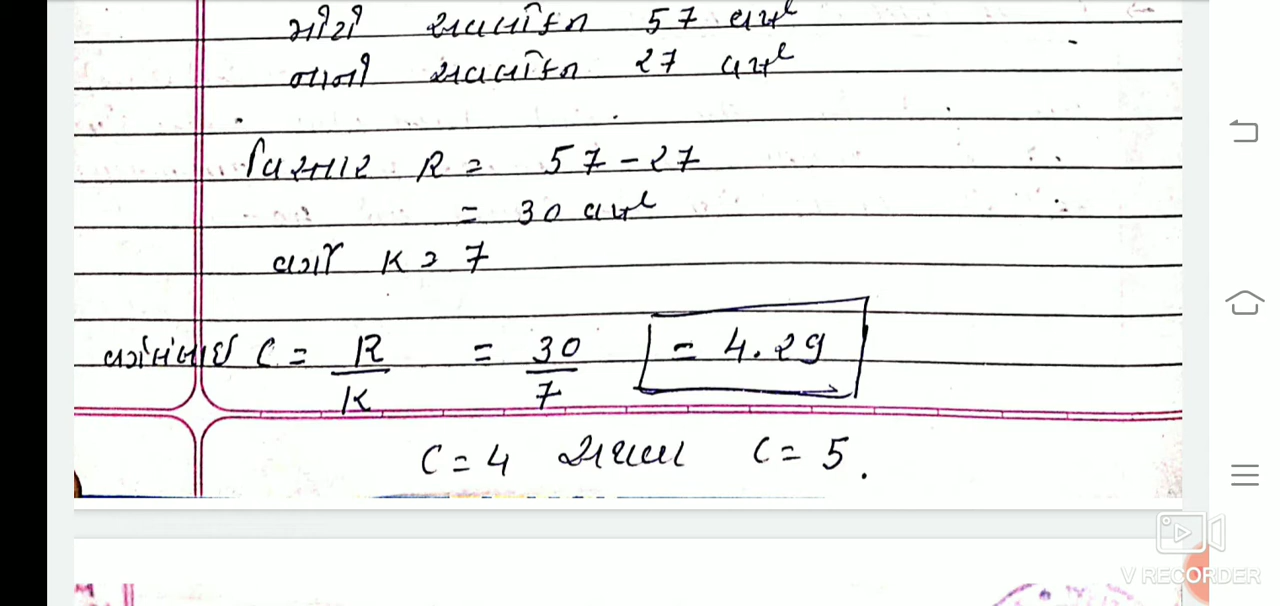 મોટો અવલોકન 57 વર્ષ
નાનો અવલોકન 27 વર્ષ
વિસ્તાર R = 57 - 27
= 30 વર્ષ
વર્ગો K = 7
વર્ગલંબાઈ C = R/K = 30/7 = 4.29
C = 4 અથવા C = 5.
V RECORDER